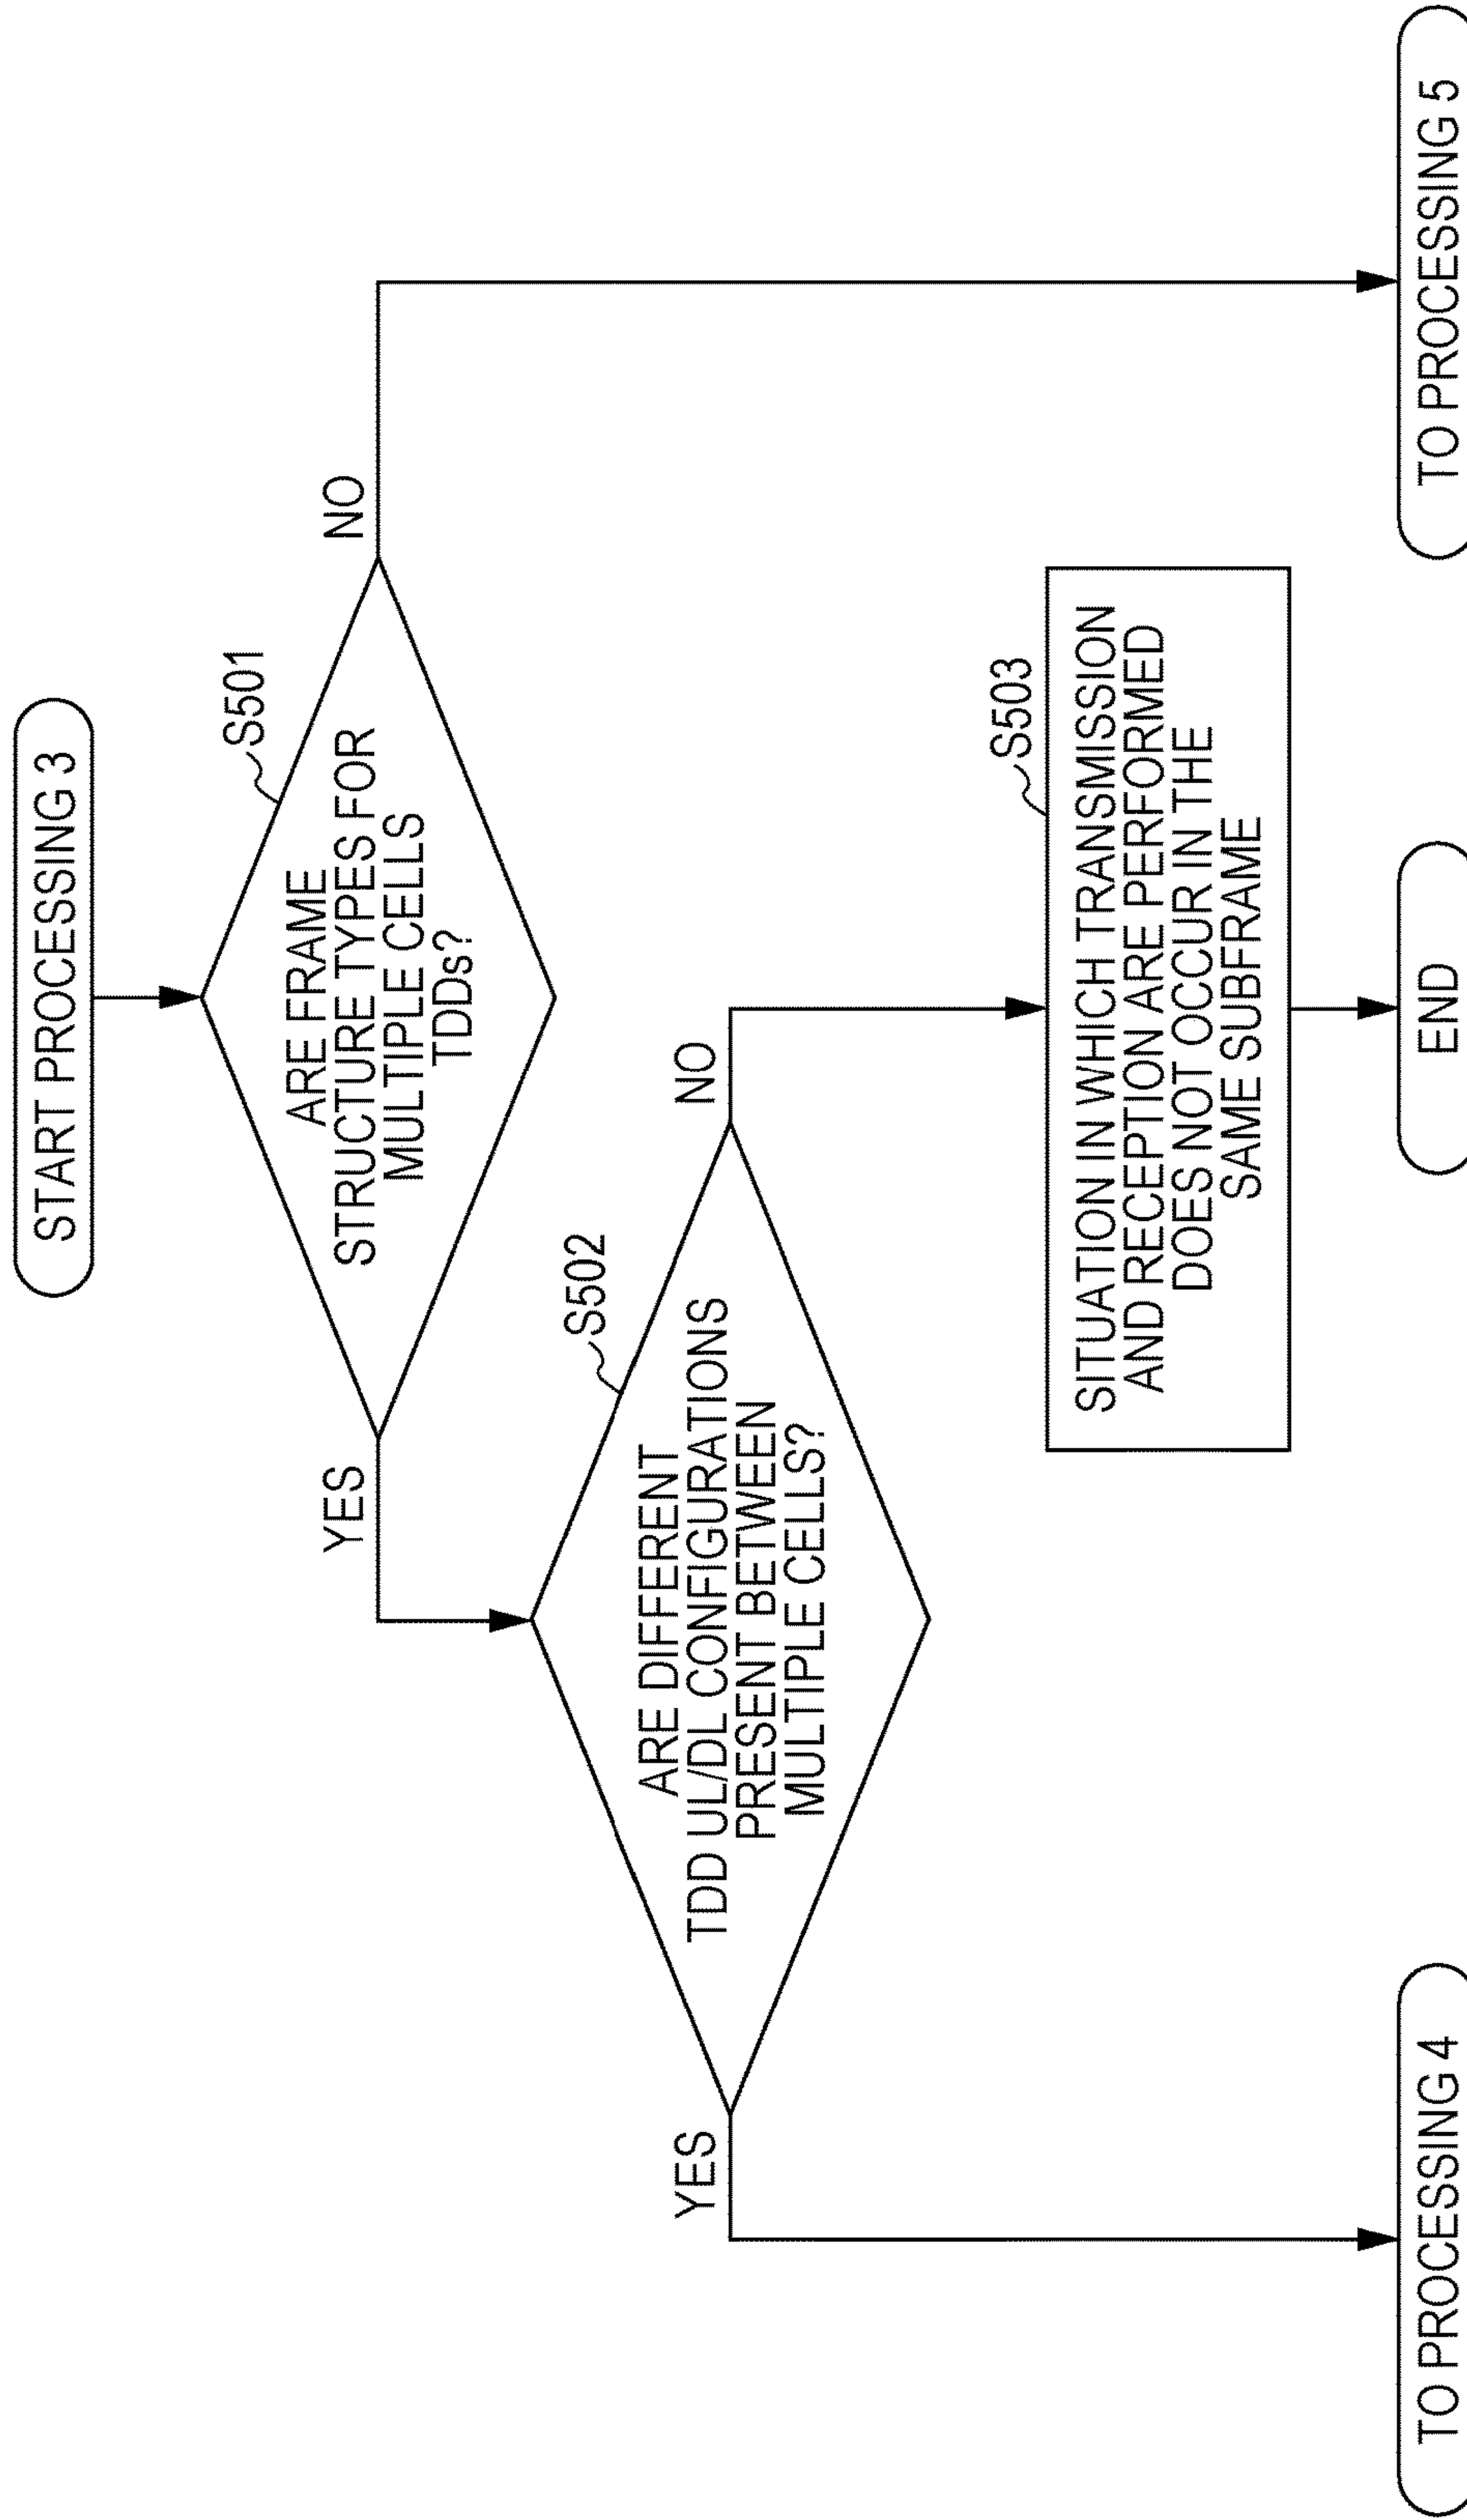 START PROCESSING 3
S501
ARE FRAME
STRUCTURE TYPES FOR
MULTIPLE CELLS
TDDs?
YES
NO
S502
ARE DIFFERENT
TDD UL/DL CONFIGURATIONS
PRESENT BETWEEN
MULTIPLE CELLS?
YES
NO
S503
SITUATION IN WHICH TRANSMISSION
AND RECEPTION ARE PERFORMED
DOES NOT OCCUR IN THE
SAME SUBFRAME
TO PROCESSING 4
END
TO PROCESSING 5